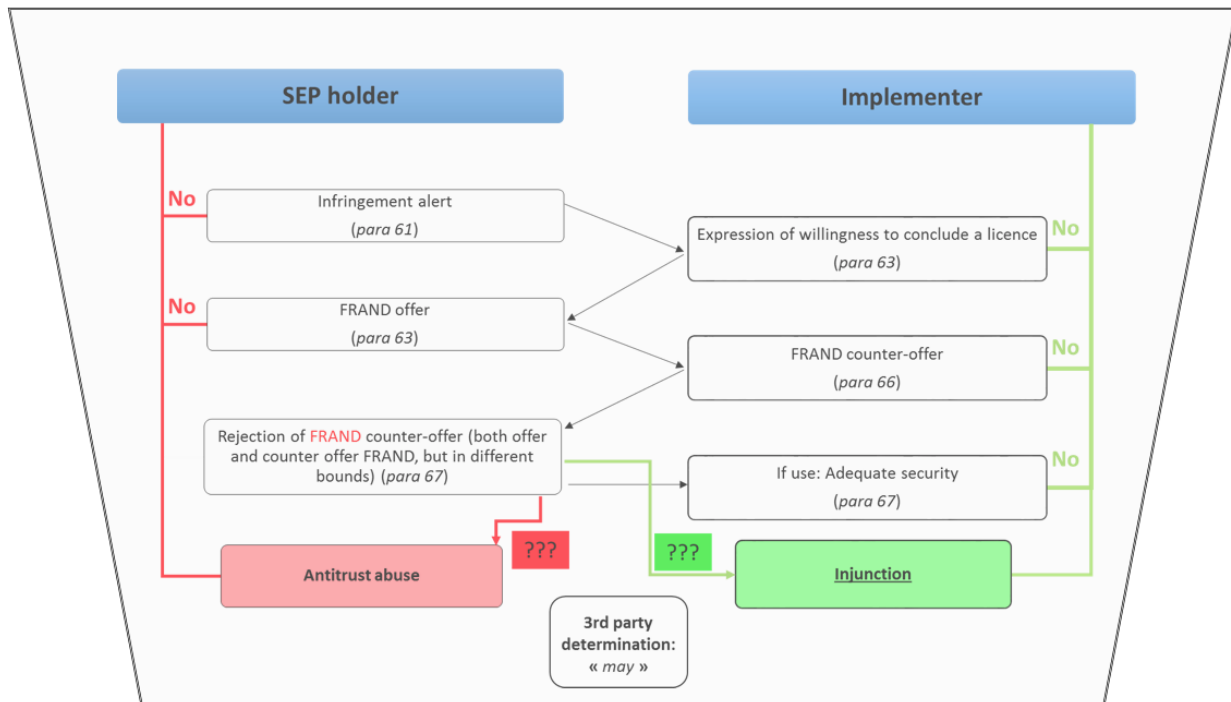 SEP holder
Implementer
No
Infringement alert
(para 61)
Expression of willingness to conclude a licence
(para 63)
No
No
FRAND offer
(para 63)
FRAND counter-offer
(para 66)
No
Rejection of FRAND counter-offer (both offer
and counter offer FRAND, but in different
bounds) (para 67)
If use: Adequate security
(para 67)
No
???
???
Antitrust abuse
Injunction
3rd party
determination:
« may »